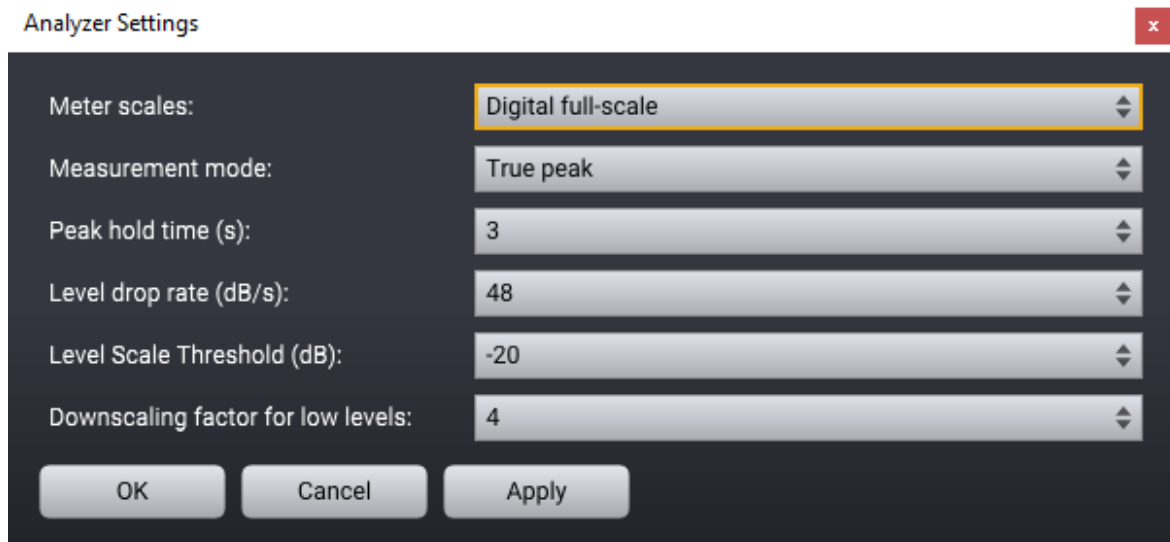 Analyzer Settings
x
Meter scales: Digital full-scale
Measurement mode: True peak
Peak hold time (s): 3
Level drop rate (dB/s): 48
Level Scale Threshold (dB): -20
Downscaling factor for low levels: 4
OK Cancel Apply